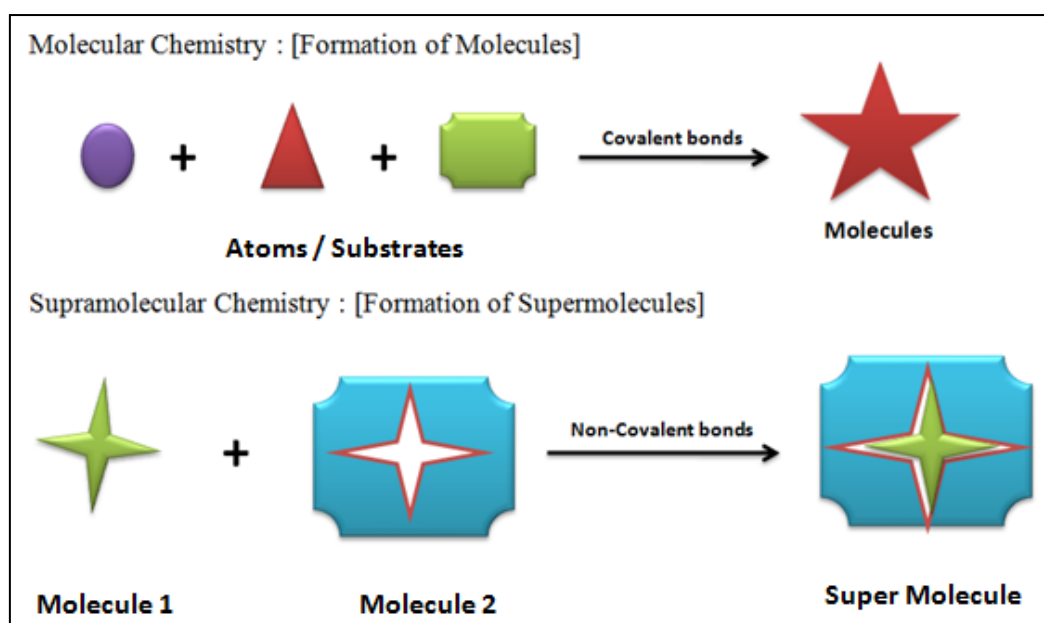 Molecular Chemistry : [Formation of Molecules]
+ + Covalent bonds
Atoms / Substrates
Molecules
Supramolecular Chemistry : [Formation of Supermolecules]
+ Non-Covalent bonds
Molecule 1
Molecule 2
Super Molecule